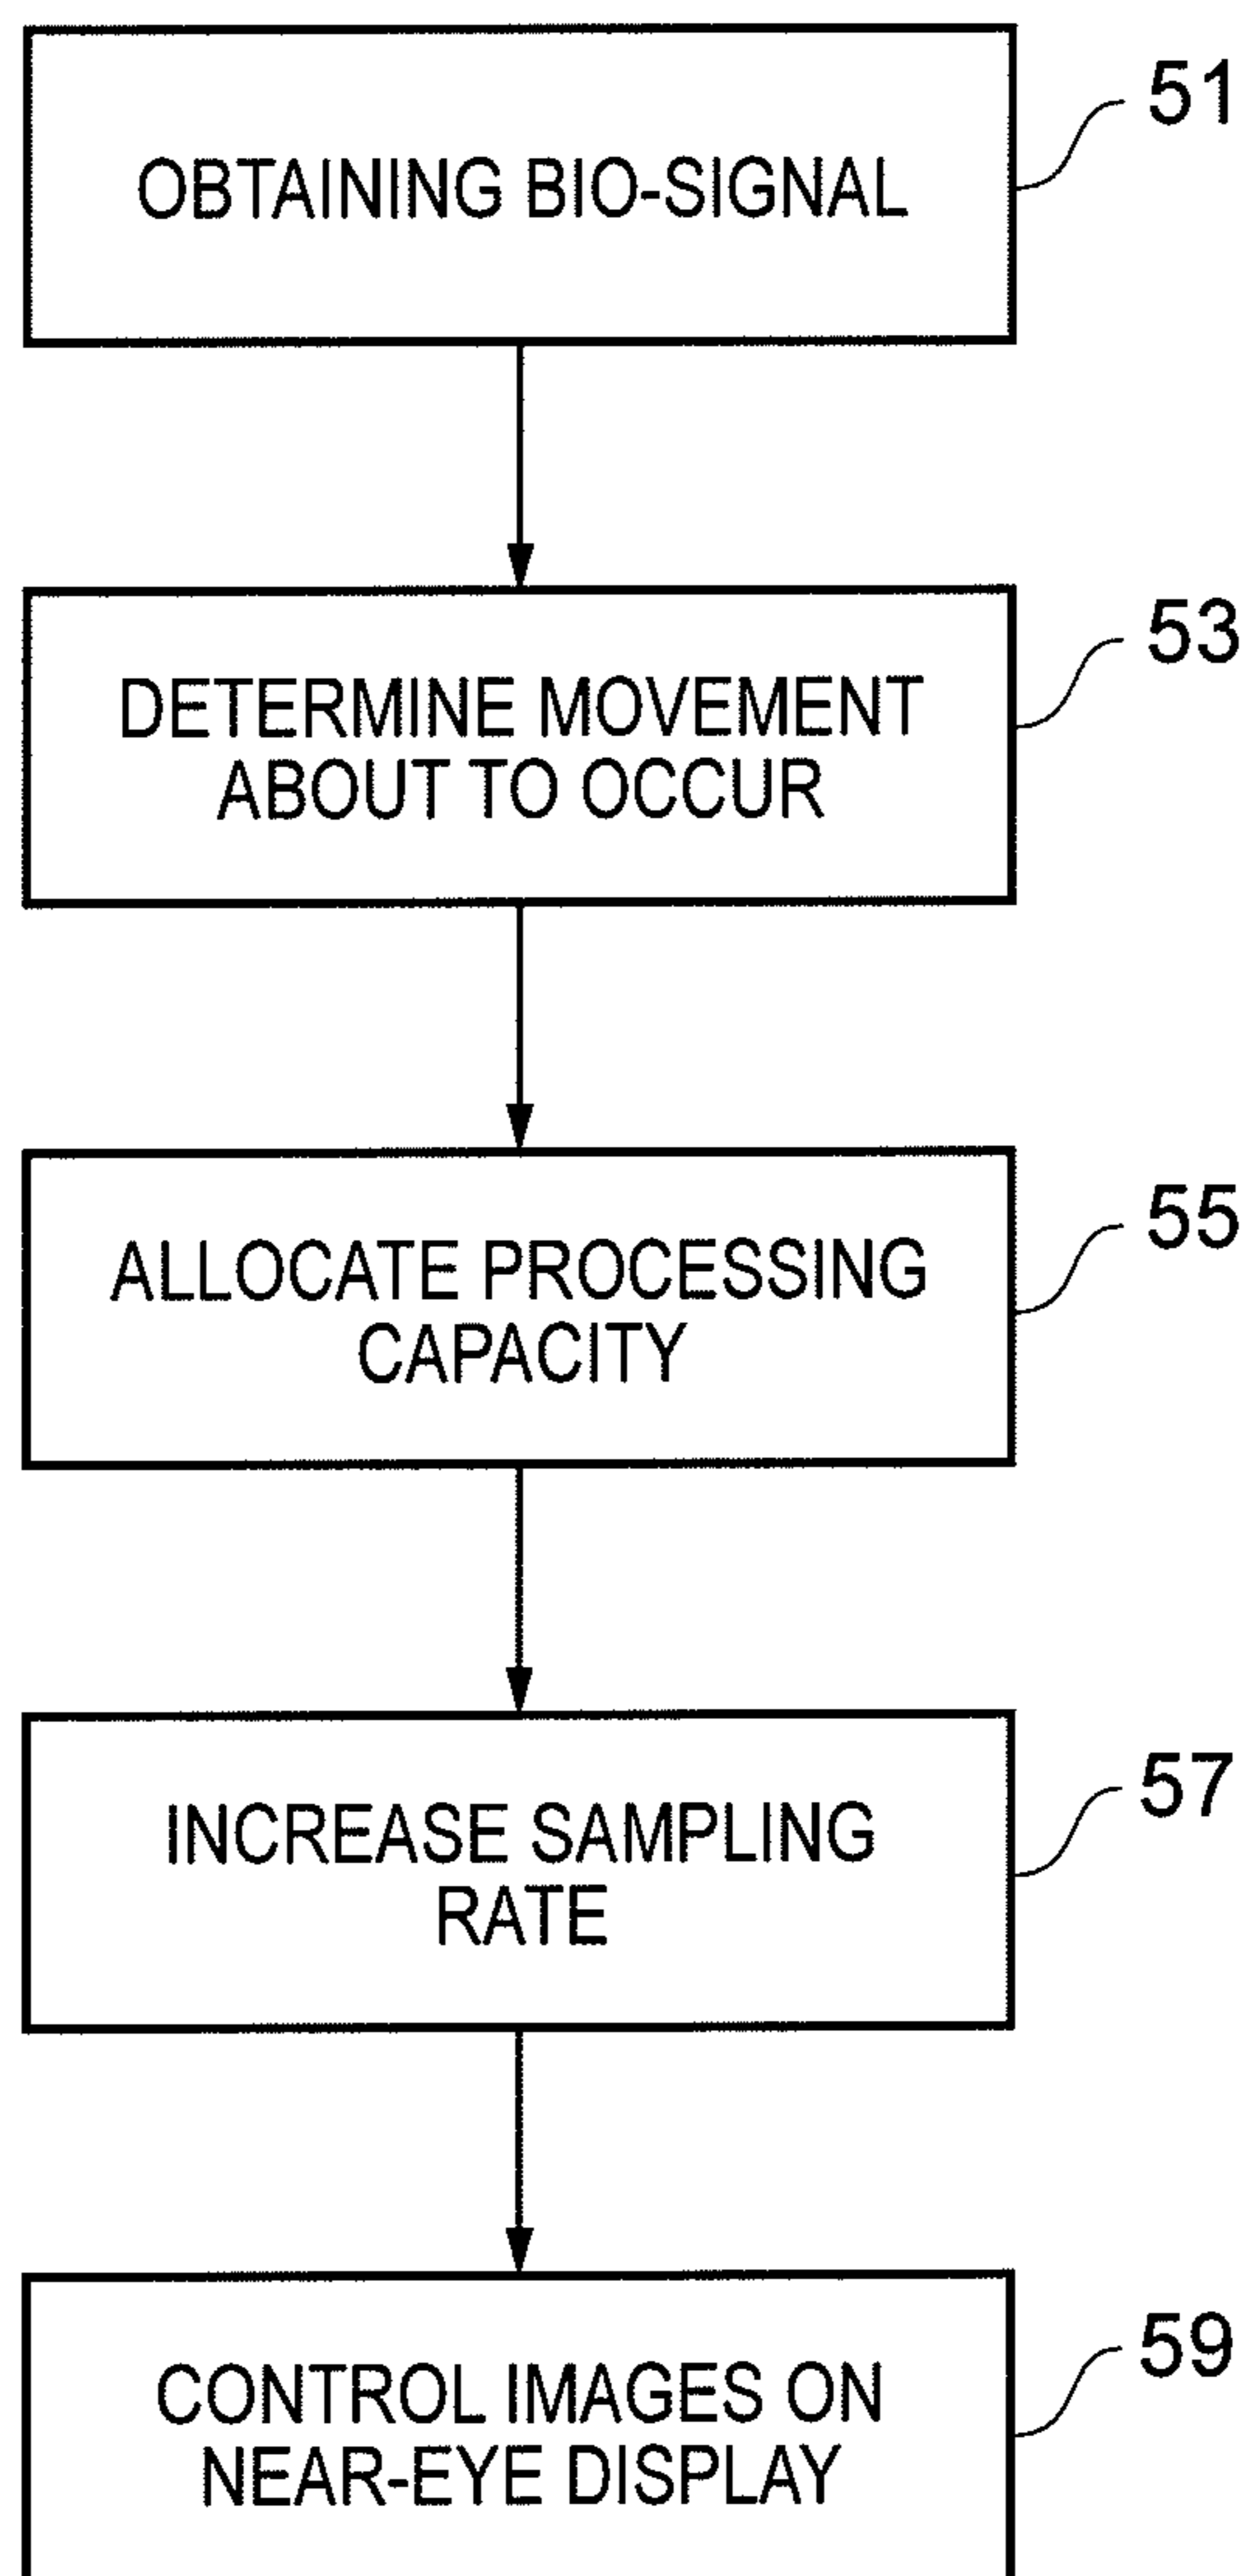 OBTAINING BIO-SIGNAL
51
DETERMINE MOVEMENT
ABOUT TO OCCUR
53
ALLOCATE PROCESSING
CAPACITY
55
INCREASE SAMPLING
RATE
57
CONTROL IMAGES ON
NEAR-EYE DISPLAY
59